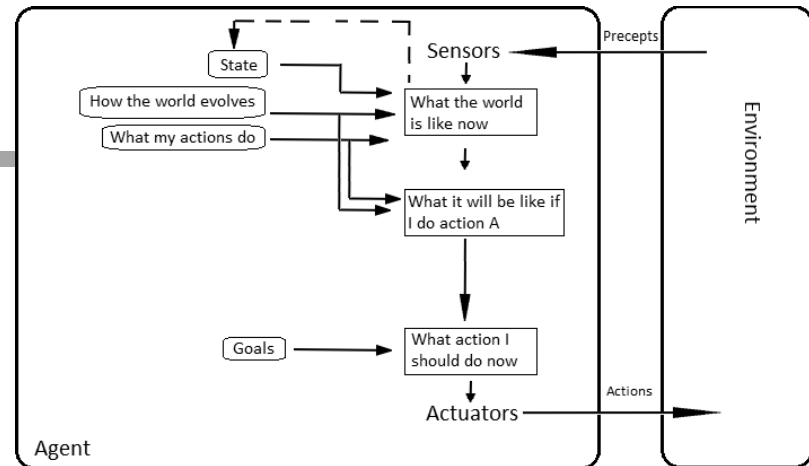 Precepts
Sensors
State
How the world evolves
What the world
is like now
What my actions do
Environment
What it will be like if
I do action A
Goals
What action I
should do now
Actions
Actuators
Agent